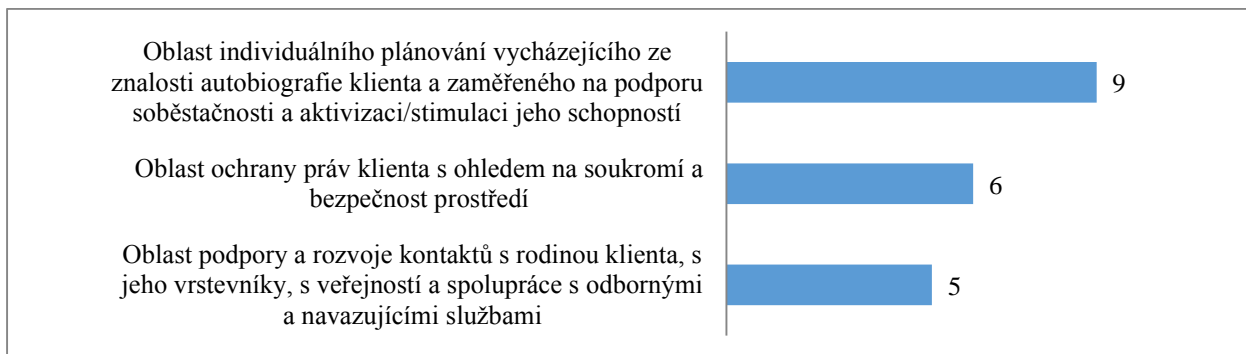 Oblast individuálního plánování vycházejícího ze
znalosti autobiografie klienta a zaměřeného na podporu
soběstačnosti a aktivizaci/stimulaci jeho schopností
9
Oblast ochrany práv klienta s ohledem na soukromí a
bezpečnost prostředí
6
Oblast podpory a rozvoje kontaktů s rodinou klienta, s
jeho vrstevníky, s veřejností a spolupráce s odbornými
a navazujícími službami
5